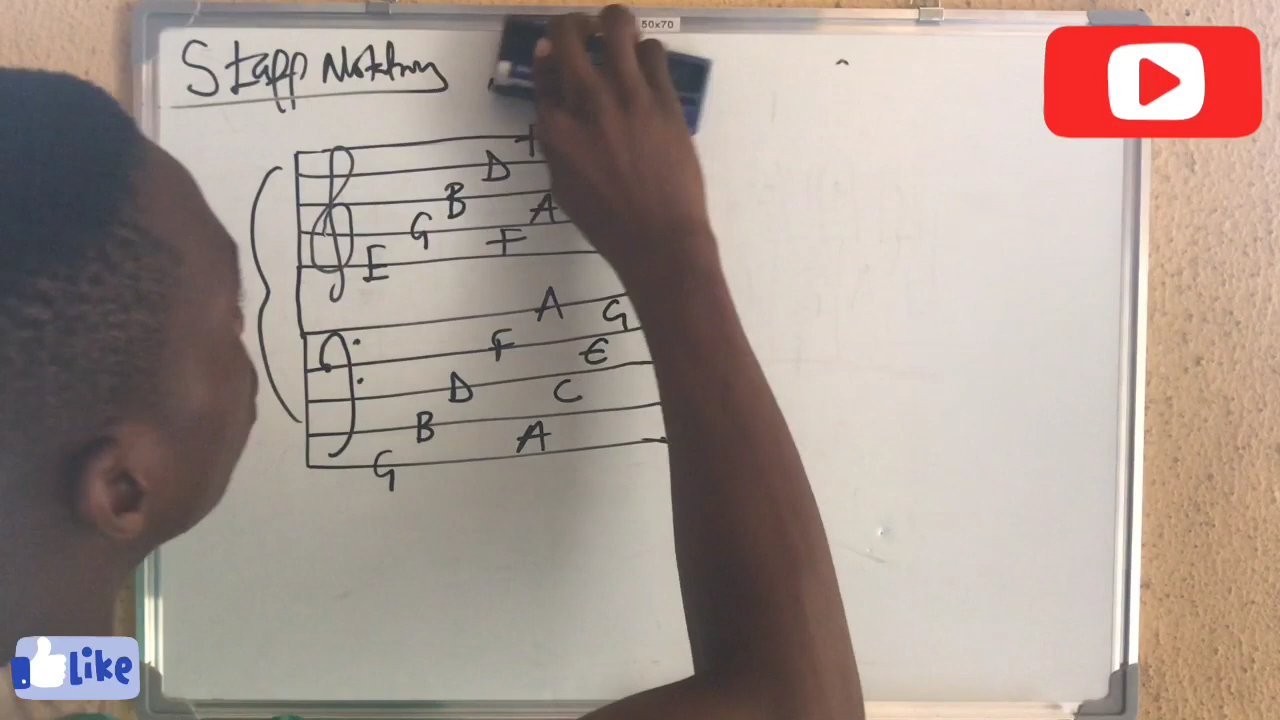 50x70
Staff Notation
D
B A
G F
E
A G
F E
D C
B A
G
Like